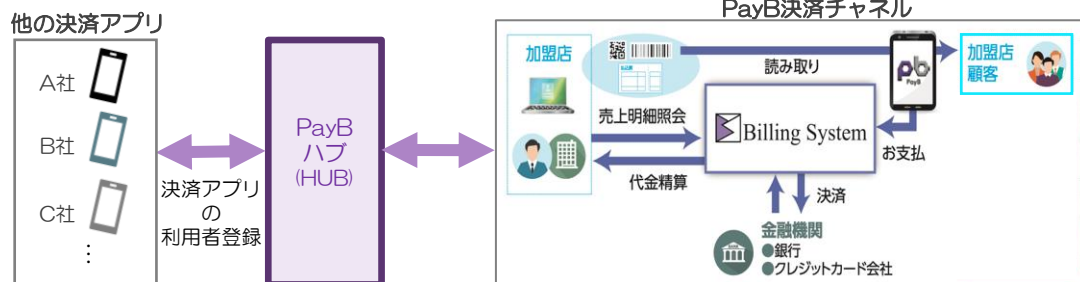 他の決済アプリ
A社
B社
C社
⋮
決済アプリ
の
利用者登録
PayB
ハブ
(HUB)
PayB決済チャネル
加盟店
読み取り
pb
PayB
加盟店
顧客
売上明細照会
Billing System
お支払
代金精算
決済
金融機関
●銀行
●クレジットカード会社